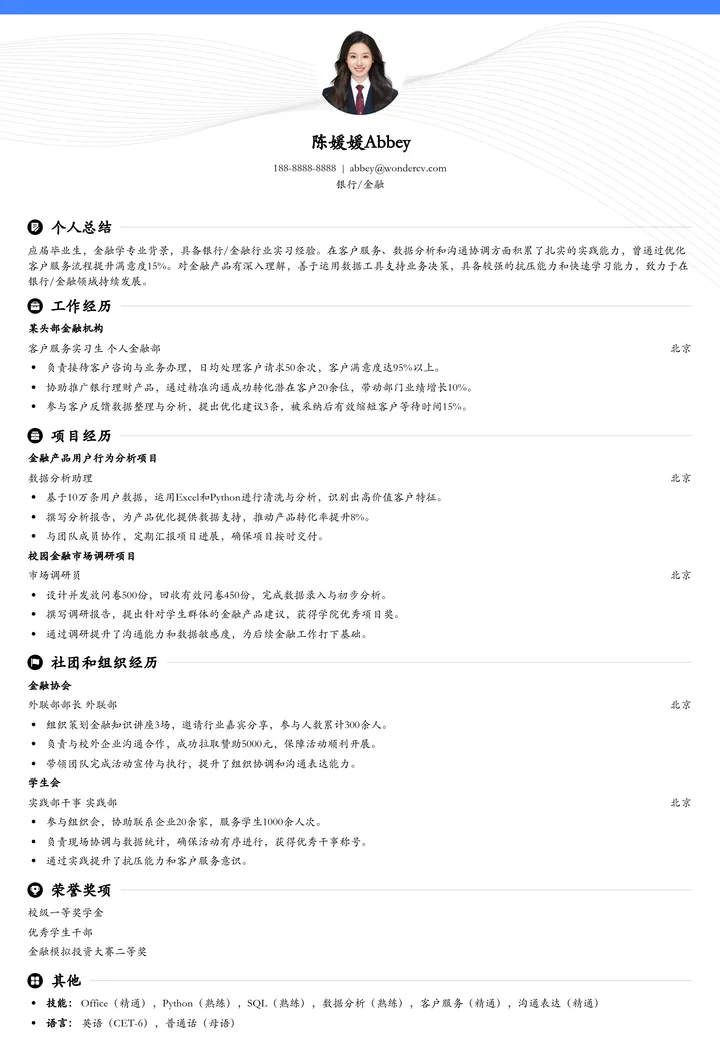 陈媛媛Abbey
188-8888-8888 | abbey@wondercv.com
银行/金融
个人总结
应届毕业生，金融学专业背景，具备银行/金融行业实习经验。在客户服务、数据分析和沟通协调方面积累了扎实的实践能力，曾通过优化
客户服务流程提升满意度15%。对金融产品有深入理解，善于运用数据工具支持业务决策，具备较强的抗压能力和快速学习能力，致力于在
银行/金融领域持续发展。
工作经历
某头部金融机构
客户服务实习生 个人金融部 北京
• 负责接待客户咨询与业务办理，日均处理客户请求50余次，客户满意度达95%以上。
• 协助推广银行理财产品，通过精准沟通成功转化潜在客户20余位，带动部门业绩增长10%。
• 参与客户反馈数据整理与分析，提出优化建议3条，被采纳后有效缩短客户等待时间15%。
项目经历
金融产品用户行为分析项目
数据分析助理 北京
• 基于10万条用户数据，运用Excel和Python进行清洗与分析，识别出高价值客户特征。
• 撰写分析报告，为产品优化提供数据支持，推动产品转化率提升8%。
• 与团队成员协作，定期汇报项目进展，确保项目按时交付。
校园金融市场调研项目
市场调研员 北京
• 设计并发放问卷500份，回收有效问卷450份，完成数据录入与初步分析。
• 撰写调研报告，提出针对学生群体的金融产品建议，获得学院优秀项目奖。
• 通过调研提升了沟通能力和数据敏感度，为后续金融工作打下基础。
社团和组织经历
金融协会
外联部部长 外联部 北京
• 组织策划金融知识讲座3场，邀请行业嘉宾分享，参与人数累计300余人。
• 负责与校外企业沟通合作，成功拉取赞助5000元，保障活动顺利开展。
• 带领团队完成活动宣传与执行，提升了组织协调和沟通表达能力。
学生会
实践部干事 实践部 北京
• 参与组织会，协助联系企业20余家，服务学生1000余人次。
• 负责现场协调与数据统计，确保活动有序进行，获得优秀干事称号。
• 通过实践提升了抗压能力和客户服务意识。
荣誉奖项
校级一等奖学金
优秀学生干部
金融模拟投资大赛二等奖
其他
• 技能： Office（精通），Python（熟练），SQL（熟练），数据分析（熟练），客户服务（精通），沟通表达（精通）
• 语言： 英语（CET-6），普通话（母语）